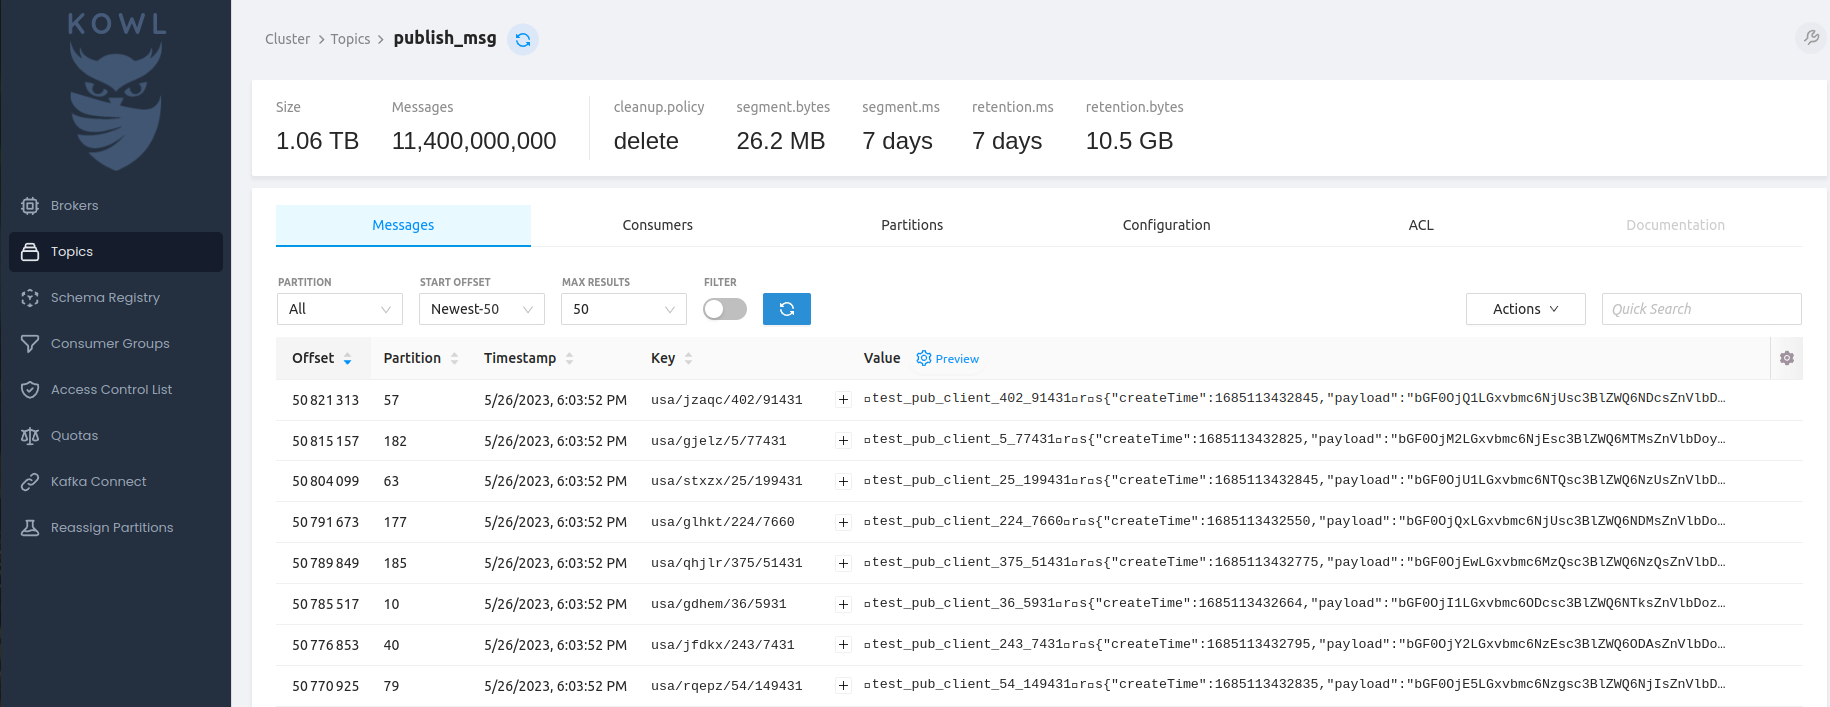 KOWL
Brokers
Topics
Schema Registry
Consumer Groups
Access Control List
Quotas
Kafka Connect
Reassign Partitions
Cluster > Topics > publish_msg
Size Messages cleanup.policy segment.bytes segment.ms retention.ms retention.bytes
1.06 TB 11,400,000,000 delete 26.2 MB 7 days 7 days 10.5 GB
Messages Consumers Partitions Configuration ACL Documentation
PARTITION START OFFSET MAX RESULTS FILTER
All Newest-50 50 Actions Quick Search
Offset Partition Timestamp Key Value Preview
50 821 313 57 5/26/2023, 6:03:52 PM usa/jzaqc/402/91431 + □test_pub_client_402_91431□r□s{"createTime":1685113432845,"payload":"bGF0OjQ1LGxvbmc6NjUsc3BlZWQ6NDcsZnVlbD…
50 815 157 182 5/26/2023, 6:03:52 PM usa/gjelz/5/77431 + □test_pub_client_5_77431□r□s{"createTime":1685113432825,"payload":"bGF0OjM2LGxvbmc6NjEsc3BlZWQ6MTMsZnVlbDoy…
50 804 099 63 5/26/2023, 6:03:52 PM usa/stxzx/25/199431 + □test_pub_client_25_199431□r□s{"createTime":1685113432845,"payload":"bGF0OjU1LGxvbmc6NTQsc3BlZWQ6NzUsZnVlbD…
50 791 673 177 5/26/2023, 6:03:52 PM usa/glhkt/224/7660 + □test_pub_client_224_7660□r□s{"createTime":1685113432550,"payload":"bGF0OjQxLGxvbmc6NjUsc3BlZWQ6NDMsZnVlbDo…
50 789 849 185 5/26/2023, 6:03:52 PM usa/qhjlr/375/51431 + □test_pub_client_375_51431□r□s{"createTime":1685113432775,"payload":"bGF0OjEwLGxvbmc6MzQsc3BlZWQ6NzQsZnVlbD…
50 785 517 10 5/26/2023, 6:03:52 PM usa/gdhem/36/5931 + □test_pub_client_36_5931□r□s{"createTime":1685113432664,"payload":"bGF0OjI1LGxvbmc6ODcsc3BlZWQ6NTksZnVlbDoz…
50 776 853 40 5/26/2023, 6:03:52 PM usa/jfdkx/243/7431 + □test_pub_client_243_7431□r□s{"createTime":1685113432795,"payload":"bGF0OjY2LGxvbmc6NzEsc3BlZWQ6ODAsZnVlbDo…
50 770 925 79 5/26/2023, 6:03:52 PM usa/rqepz/54/149431 + □test_pub_client_54_149431□r□s{"createTime":1685113432835,"payload":"bGF0OjE5LGxvbmc6Nzgsc3BlZWQ6NjIsZnVlbD…